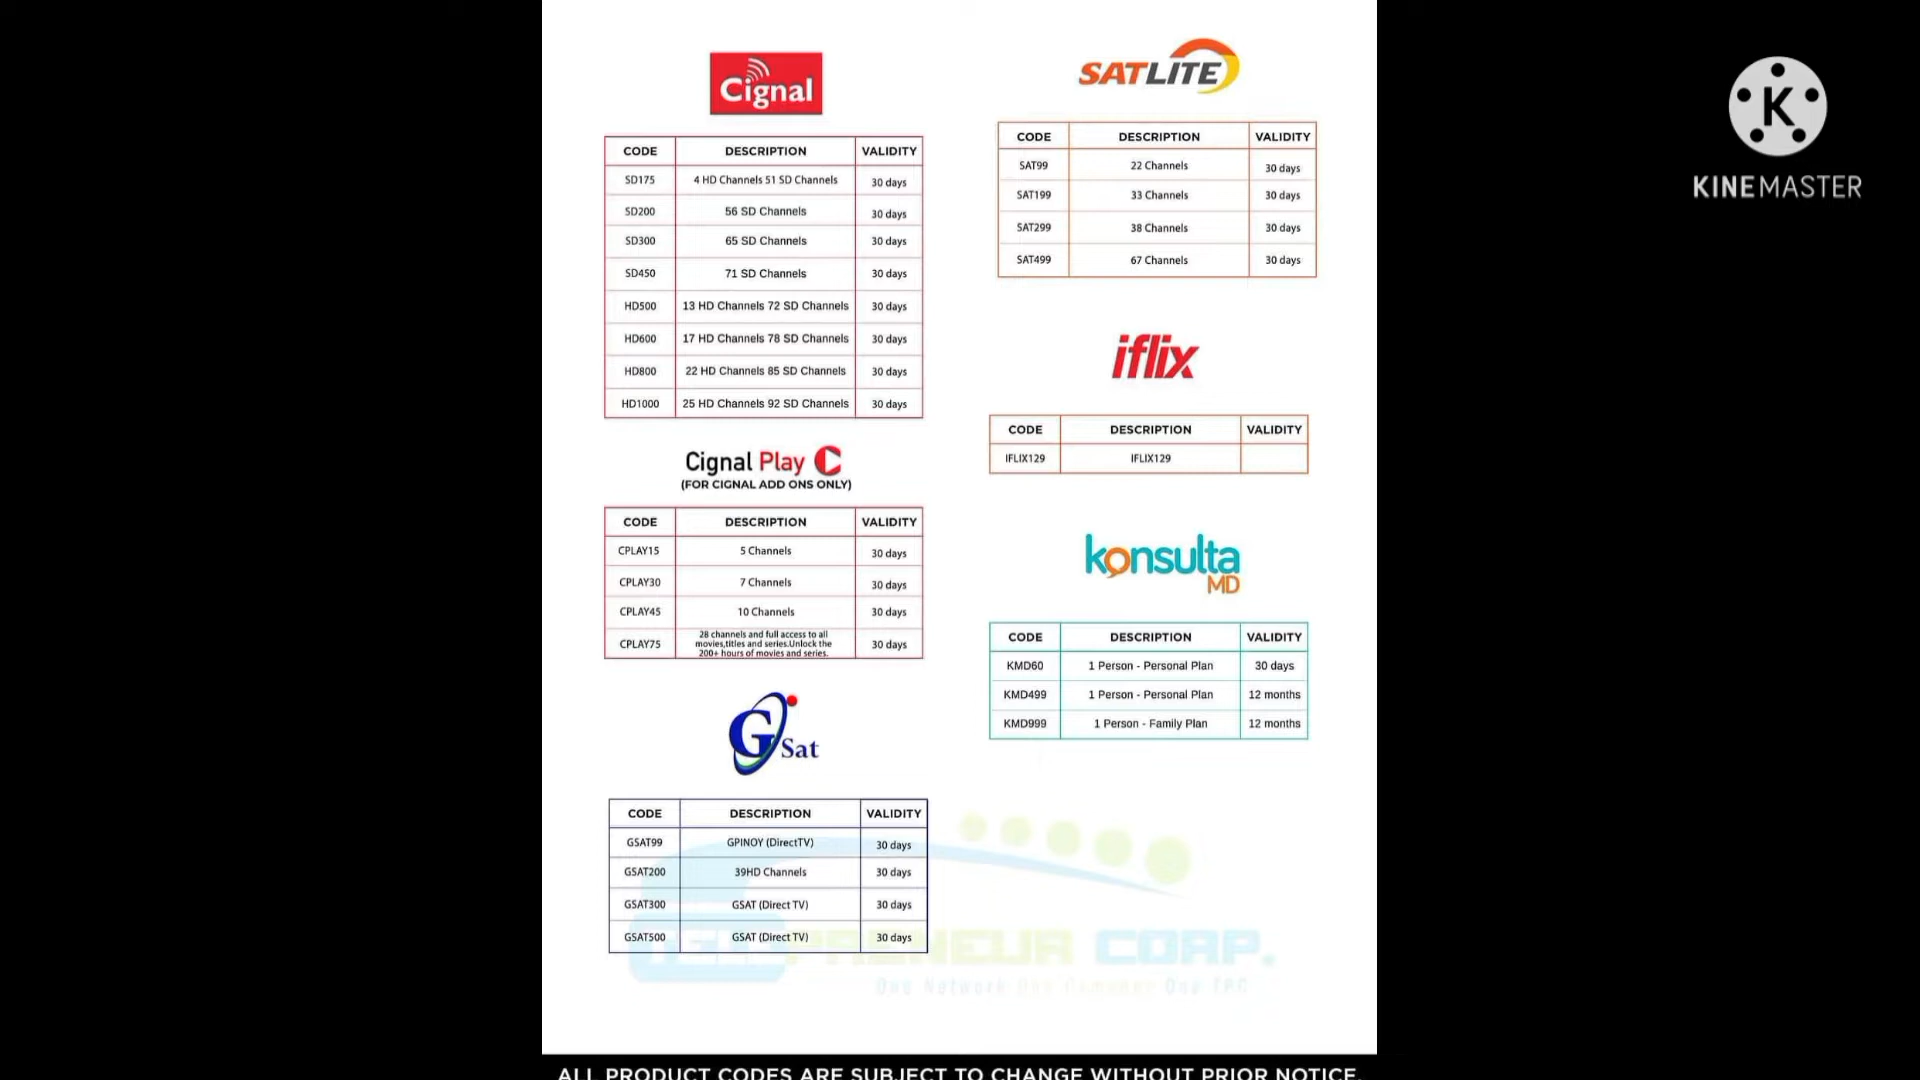 Cignal
CODE DESCRIPTION VALIDITY
SD175 4 HD Channels 51 SD Channels 30 days
SD200 56 SD Channels 30 days
SD300 65 SD Channels 30 days
SD450 71 SD Channels 30 days
HD500 13 HD Channels 72 SD Channels 30 days
HD600 17 HD Channels 78 SD Channels 30 days
HD800 22 HD Channels 85 SD Channels 30 days
HD1000 25 HD Channels 92 SD Channels 30 days
Cignal Play
(FOR CIGNAL ADD ONS ONLY)
CODE DESCRIPTION VALIDITY
CPLAY15 5 Channels 30 days
CPLAY30 7 Channels 30 days
CPLAY45 10 Channels 30 days
CPLAY75 28 channels and full access to all
movies,titles and series.Unlock the
200+ hours of movies and series. 30 days
G Sat
CODE DESCRIPTION VALIDITY
GSAT99 GPINOY (DirectTV) 30 days
GSAT200 39HD Channels 30 days
GSAT300 GSAT (Direct TV) 30 days
GSAT500 GSAT (Direct TV) 30 days
SATLITE
CODE DESCRIPTION VALIDITY
SAT99 22 Channels 30 days
SAT199 33 Channels 30 days
SAT299 38 Channels 30 days
SAT499 67 Channels 30 days
iflix
CODE DESCRIPTION VALIDITY
IFLIX129 IFLIX129
konsulta
MD
CODE DESCRIPTION VALIDITY
KMD60 1 Person - Personal Plan 30 days
KMD499 1 Person - Personal Plan 12 months
KMD999 1 Person - Family Plan 12 months
PRENEUR CORP.
One Network One Company One TPC
ALL PRODUCT CODES ARE SUBJECT TO CHANGE WITHOUT PRIOR NOTICE.
K
KINEMASTER